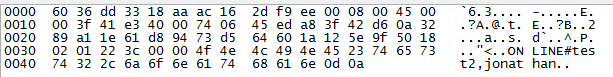 0000 60 36 dd 33 18 aa ac 16 2d f9 ee 00 08 00 45 00 `6.3.... -.....E.
0010 00 3f 41 e3 40 00 74 06 45 ed a8 3f 42 d6 0a 32 .?A.@.t. E..?B..2
0020 89 a1 1e 61 d8 94 73 d5 64 60 1a 12 5e 9f 50 18 ...a..s. d`..^.P.
0030 02 01 22 3c 00 00 4f 4e 4c 49 4e 45 23 74 65 73 .."<..ON LINE#tes
0040 74 32 2c 6a 6f 6e 61 74 68 61 6e 0d 0a t2,jonat han..